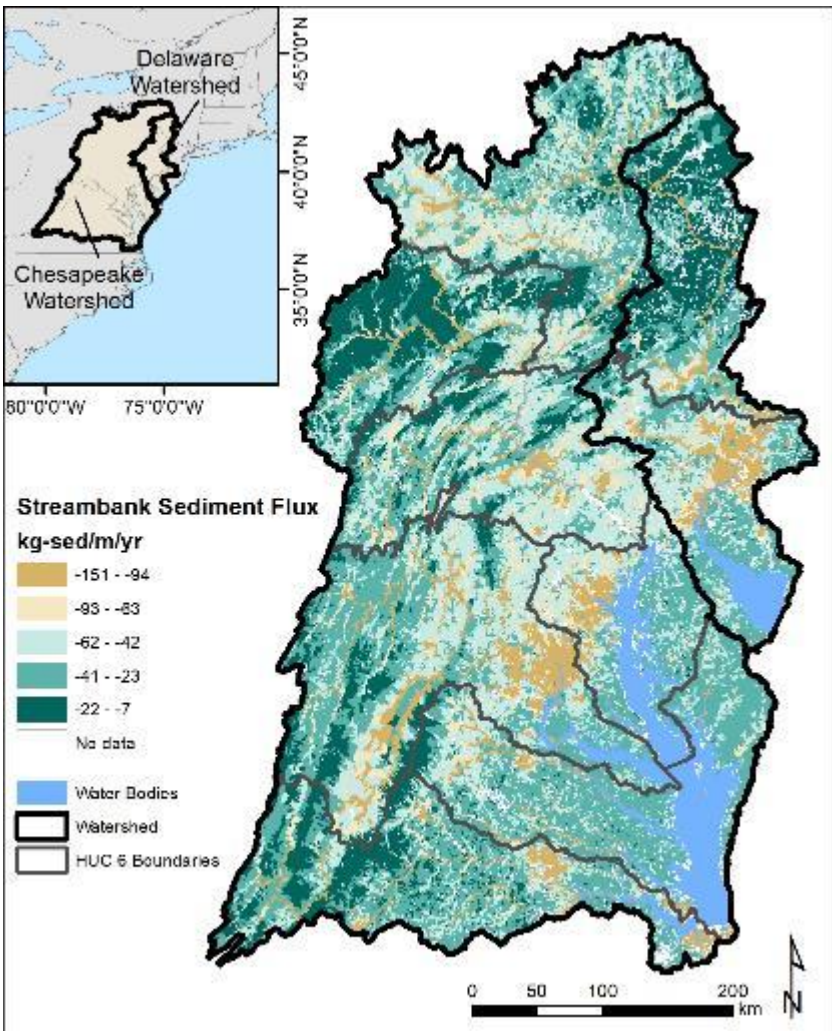 Delaware
Watershed
Chesapeake
Watershed
45°0'0"N
40°0'0"N
35°0'0"N
80°0'0"W
75°0'0"W
Streambank Sediment Flux
kg-sed/m/yr
-151 - -94
-93 - -63
-62 - -42
-41 - -23
-22 - -7
No data
Water Bodies
Watershed
HUC 6 Boundaries
0 50 100 200
km
N